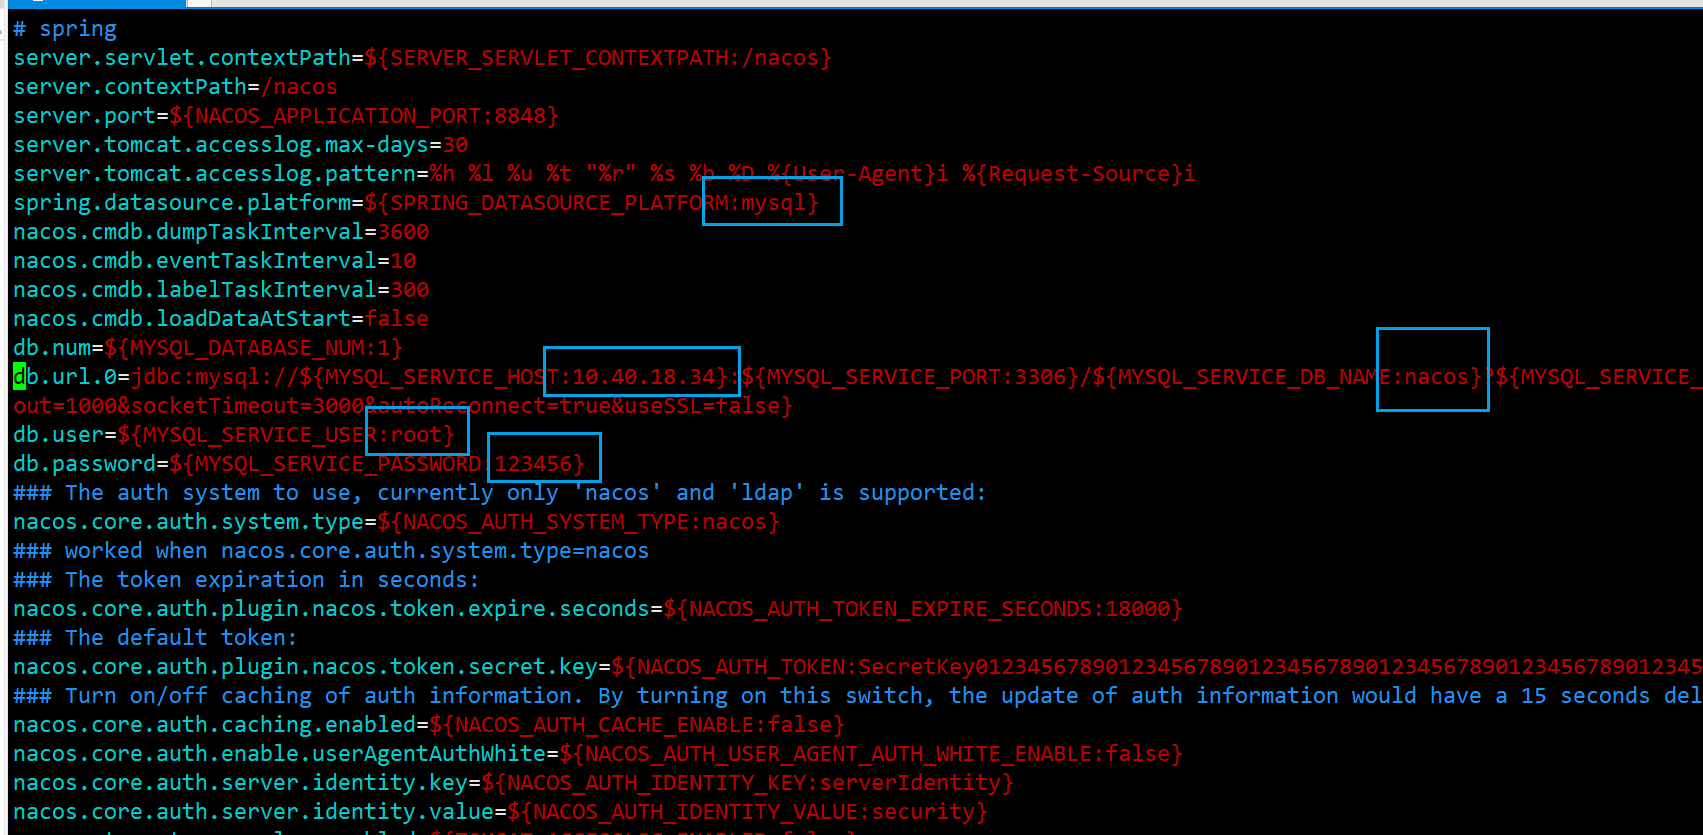 # spring
server.servlet.contextPath=${SERVER_SERVLET_CONTEXTPATH:/nacos}
server.contextPath=/nacos
server.port=${NACOS_APPLICATION_PORT:8848}
server.tomcat.accesslog.max-days=30
server.tomcat.accesslog.pattern=%h %l %u %t "%r" %s %b %D %{User-Agent}i %{Request-Source}i
spring.datasource.platform=${SPRING_DATASOURCE_PLATFORM:mysql}
nacos.cmdb.dumpTaskInterval=3600
nacos.cmdb.eventTaskInterval=10
nacos.cmdb.labelTaskInterval=300
nacos.cmdb.loadDataAtStart=false
db.num=${MYSQL_DATABASE_NUM:1}
db.url.0=jdbc:mysql://${MYSQL_SERVICE_HOST:10.40.18.34}:${MYSQL_SERVICE_PORT:3306}/${MYSQL_SERVICE_DB_NAME:nacos}?${MYSQL_SERVICE_
out=1000&socketTimeout=3000&autoReconnect=true&useSSL=false}
db.user=${MYSQL_SERVICE_USER:root}
db.password=${MYSQL_SERVICE_PASSWORD:123456}
### The auth system to use, currently only 'nacos' and 'ldap' is supported:
nacos.core.auth.system.type=${NACOS_AUTH_SYSTEM_TYPE:nacos}
### worked when nacos.core.auth.system.type=nacos
### The token expiration in seconds:
nacos.core.auth.plugin.nacos.token.expire.seconds=${NACOS_AUTH_TOKEN_EXPIRE_SECONDS:18000}
### The default token:
nacos.core.auth.plugin.nacos.token.secret.key=${NACOS_AUTH_TOKEN:SecretKey01234567890123456789012345678901234567890123456789012345
### Turn on/off caching of auth information. By turning on this switch, the update of auth information would have a 15 seconds del
nacos.core.auth.caching.enabled=${NACOS_AUTH_CACHE_ENABLE:false}
nacos.core.auth.enable.userAgentAuthWhite=${NACOS_AUTH_USER_AGENT_AUTH_WHITE_ENABLE:false}
nacos.core.auth.server.identity.key=${NACOS_AUTH_IDENTITY_KEY:serverIdentity}
nacos.core.auth.server.identity.value=${NACOS_AUTH_IDENTITY_VALUE:security}